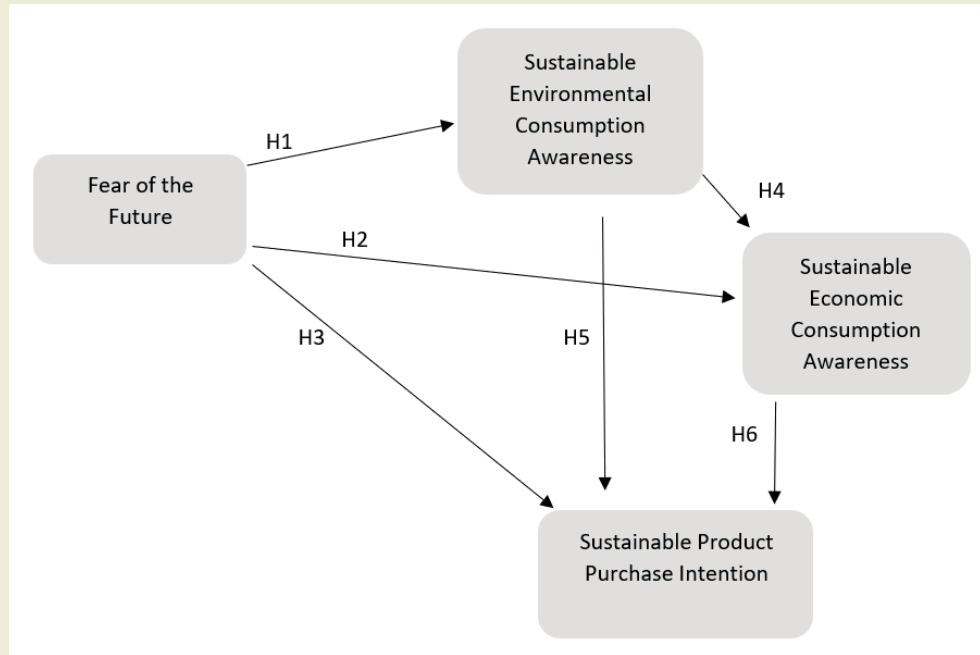 Sustainable
Environmental
Consumption
Awareness
H1
Fear of the
Future
H4
H2
Sustainable
Economic
Consumption
Awareness
H3
H5
H6
Sustainable Product
Purchase Intention